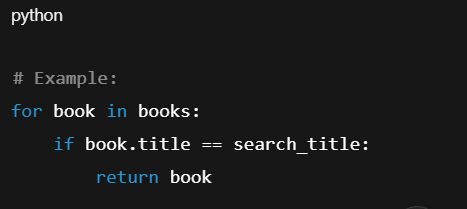 python
# Example:
for book in books:
    if book.title == search_title:
        return book